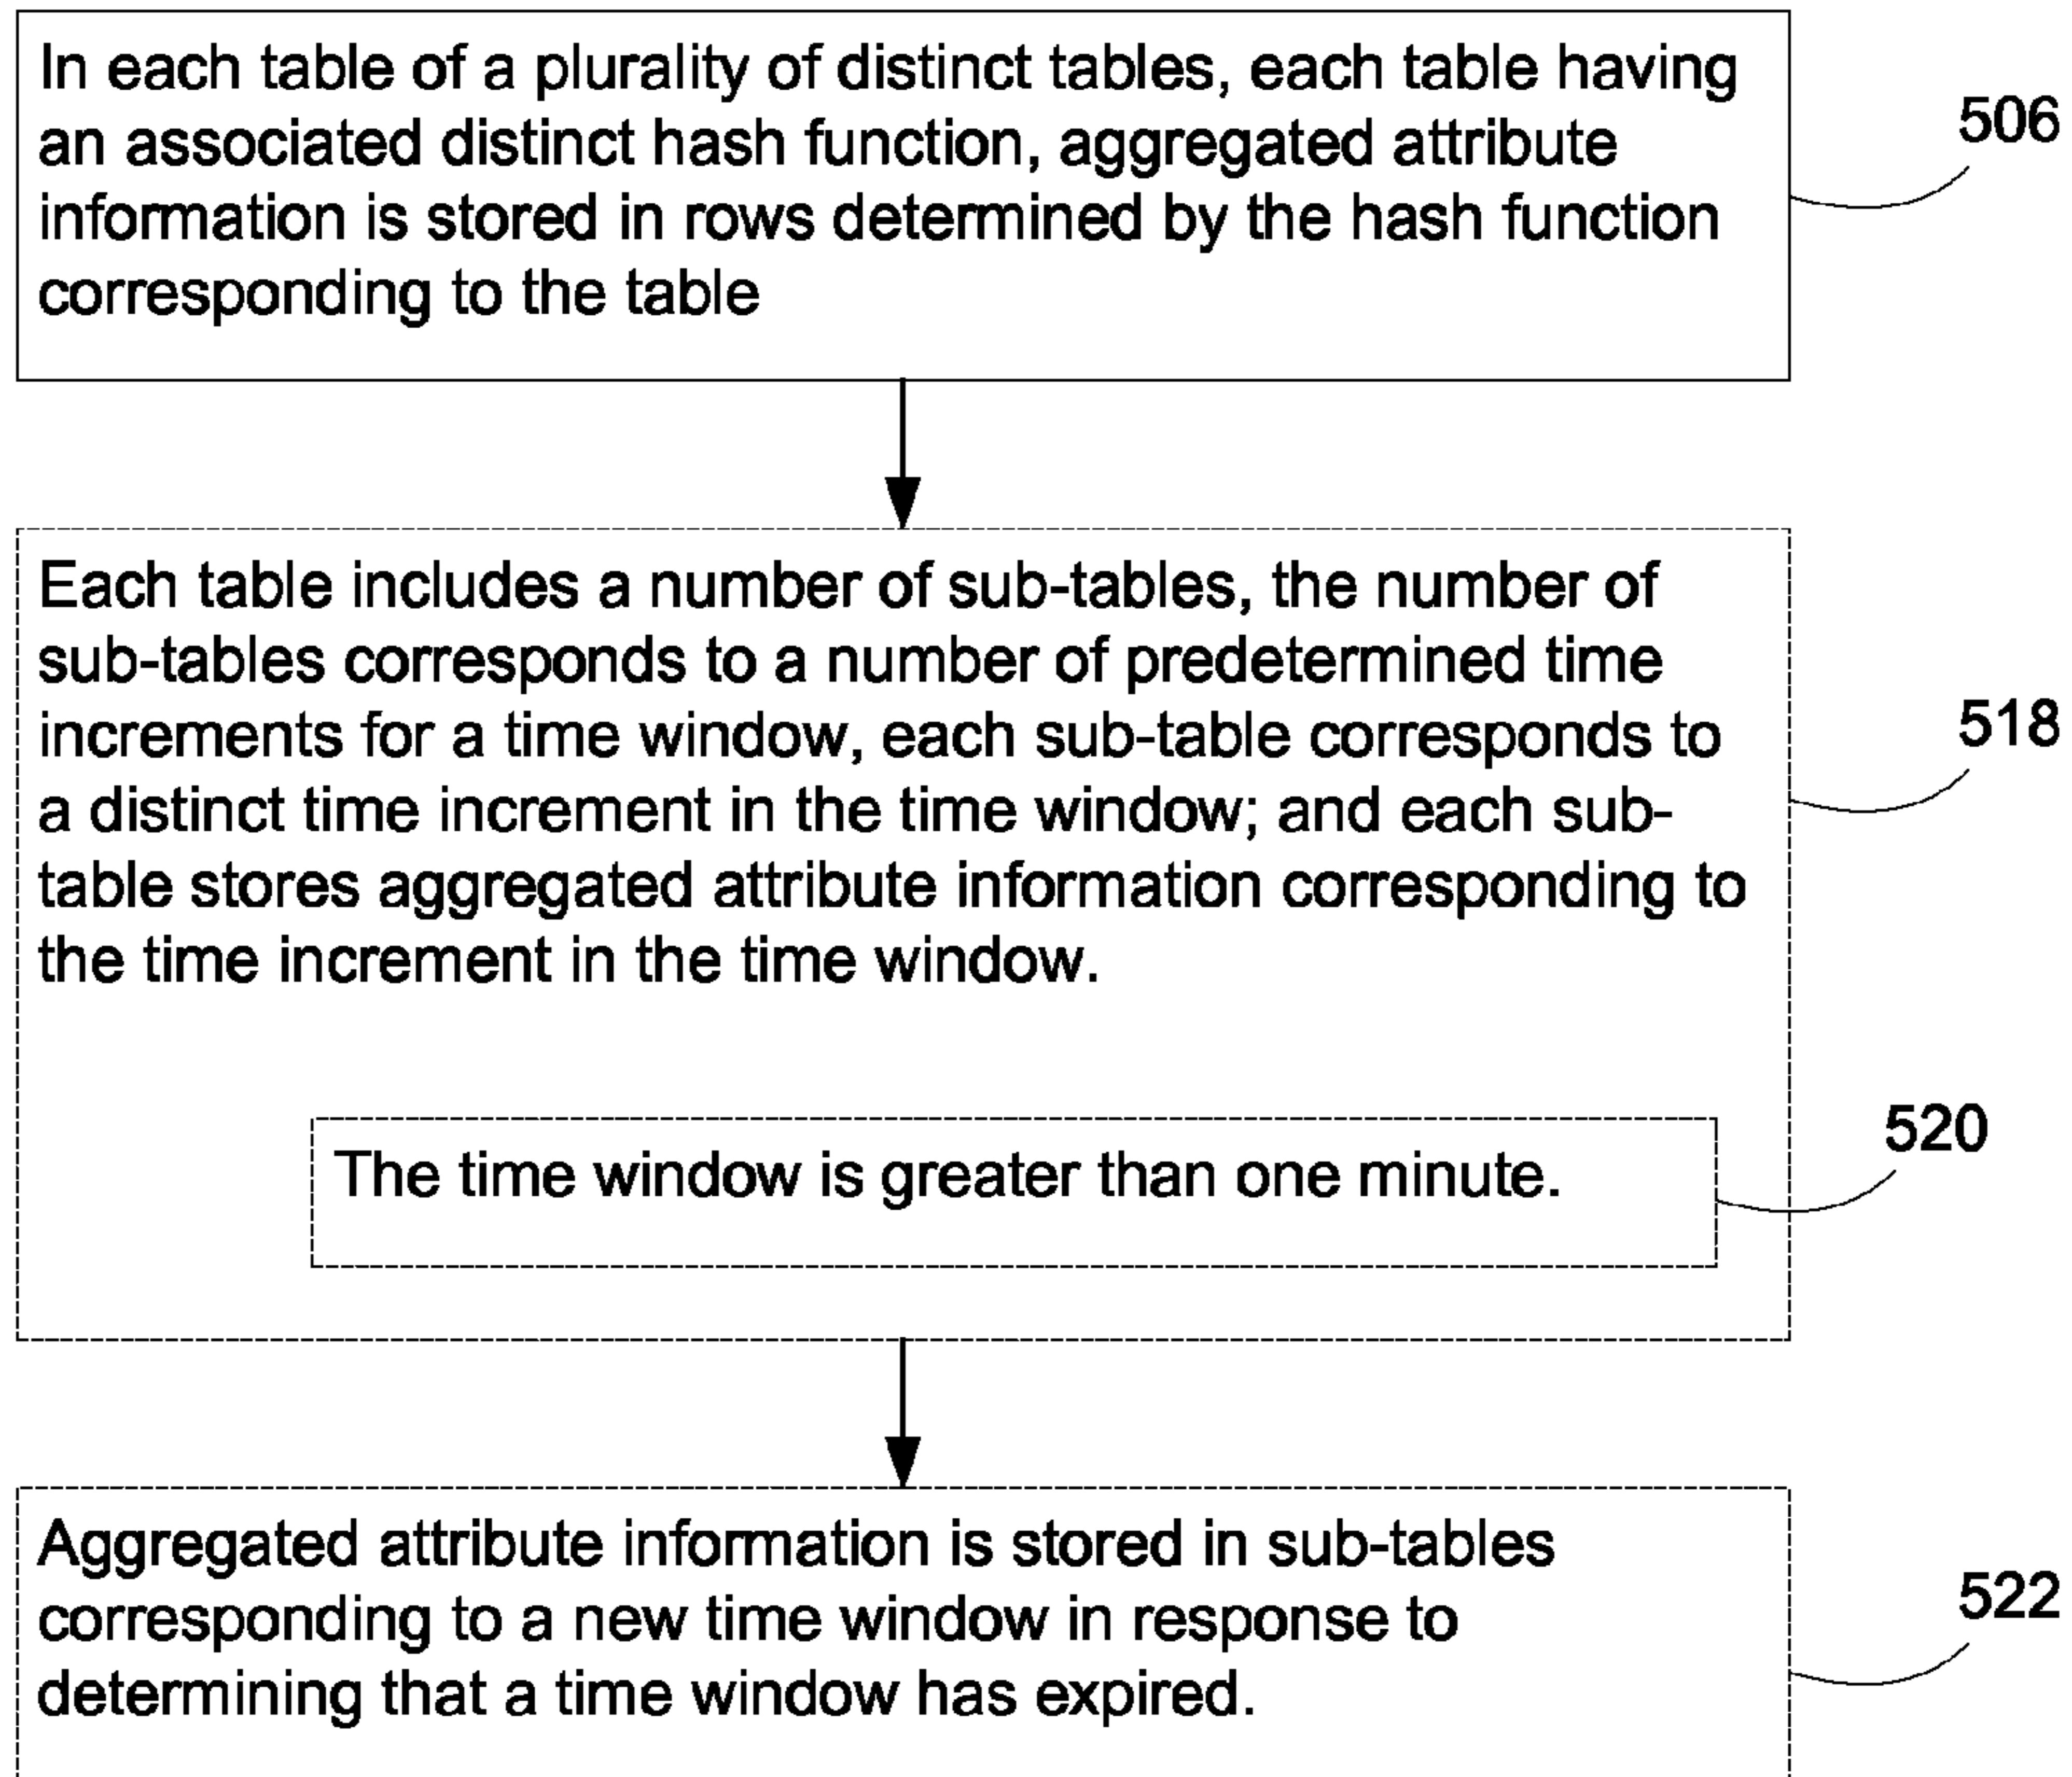 In each table of a plurality of distinct tables, each table having
an associated distinct hash function, aggregated attribute
information is stored in rows determined by the hash function
corresponding to the table
506
Each table includes a number of sub-tables, the number of
sub-tables corresponds to a number of predetermined time
increments for a time window, each sub-table corresponds to
a distinct time increment in the time window; and each sub-
table stores aggregated attribute information corresponding to
the time increment in the time window.
518
The time window is greater than one minute.
520
Aggregated attribute information is stored in sub-tables
corresponding to a new time window in response to
determining that a time window has expired.
522